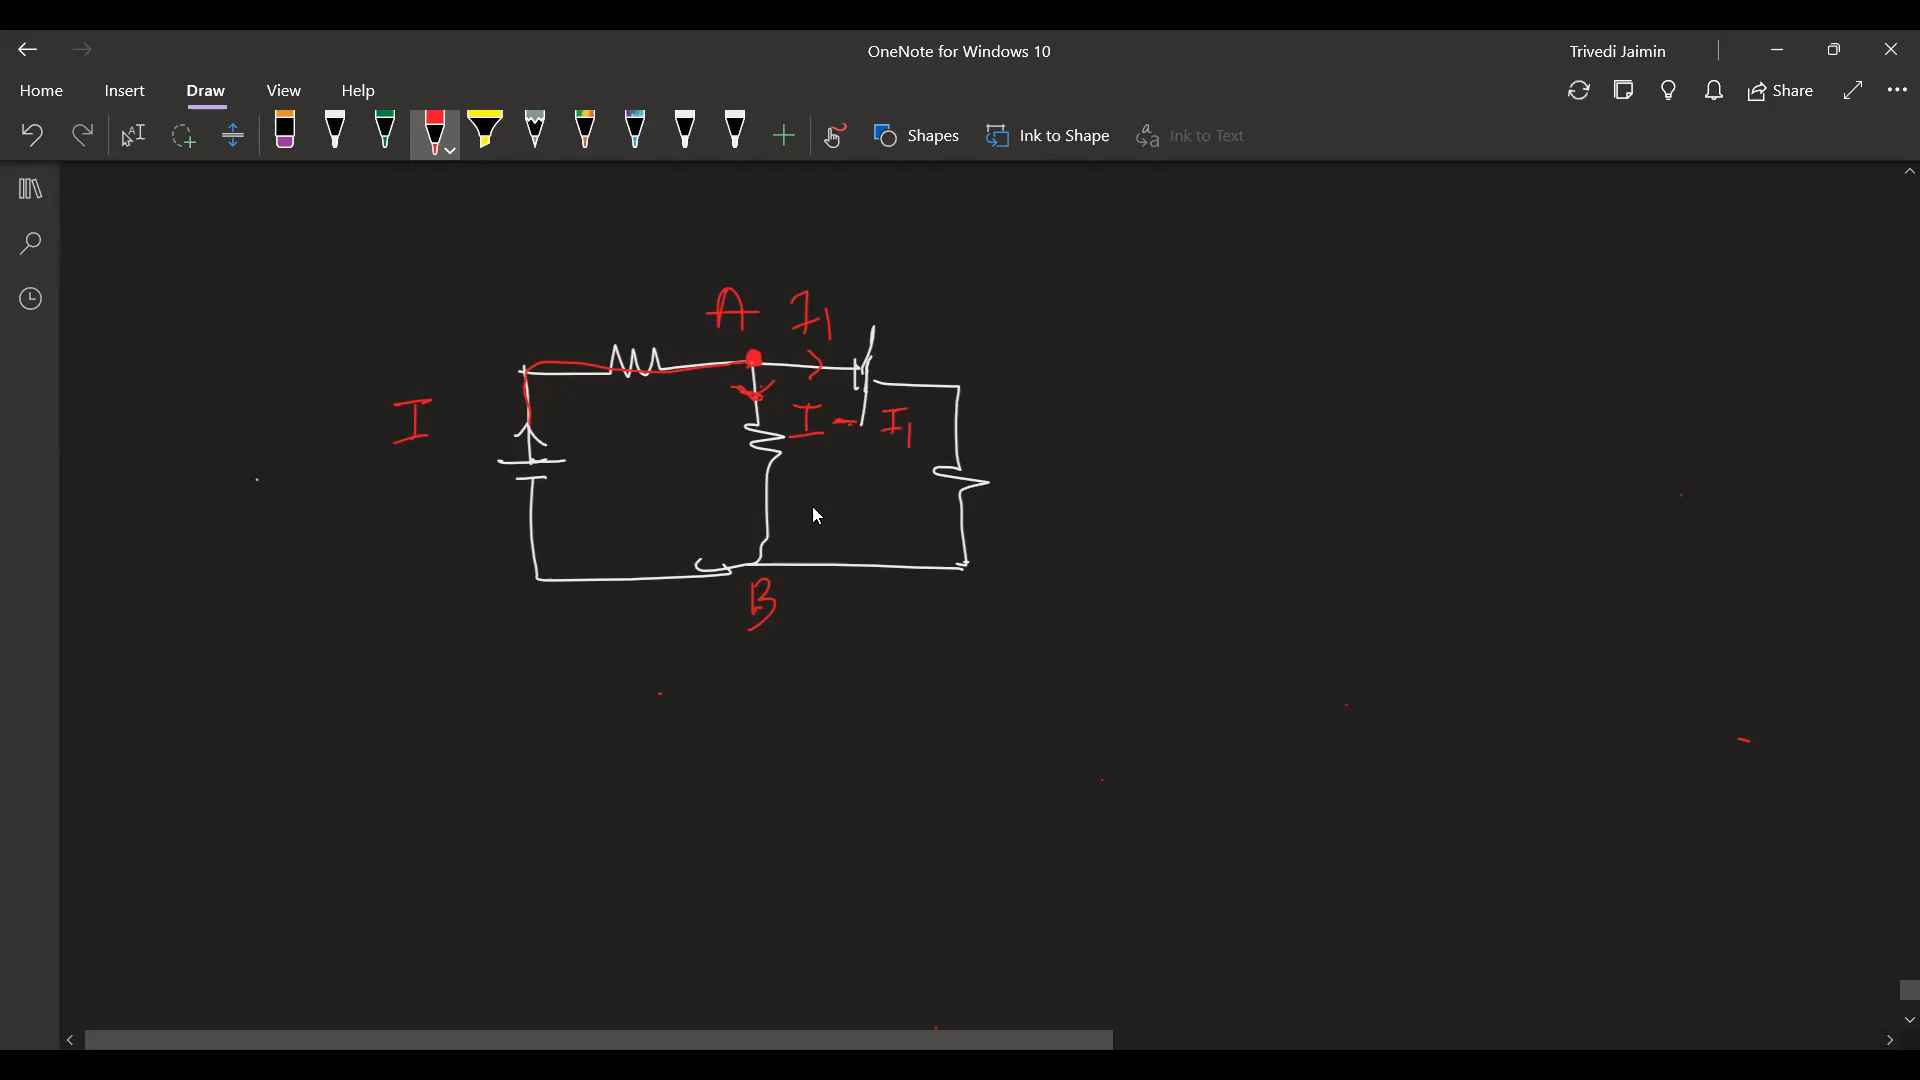 OneNote for Windows 10
Trivedi Jaimin
Home Insert Draw View Help
Share
Shapes Ink to Shape Ink to Text
A I₁
I
I - I₁
B